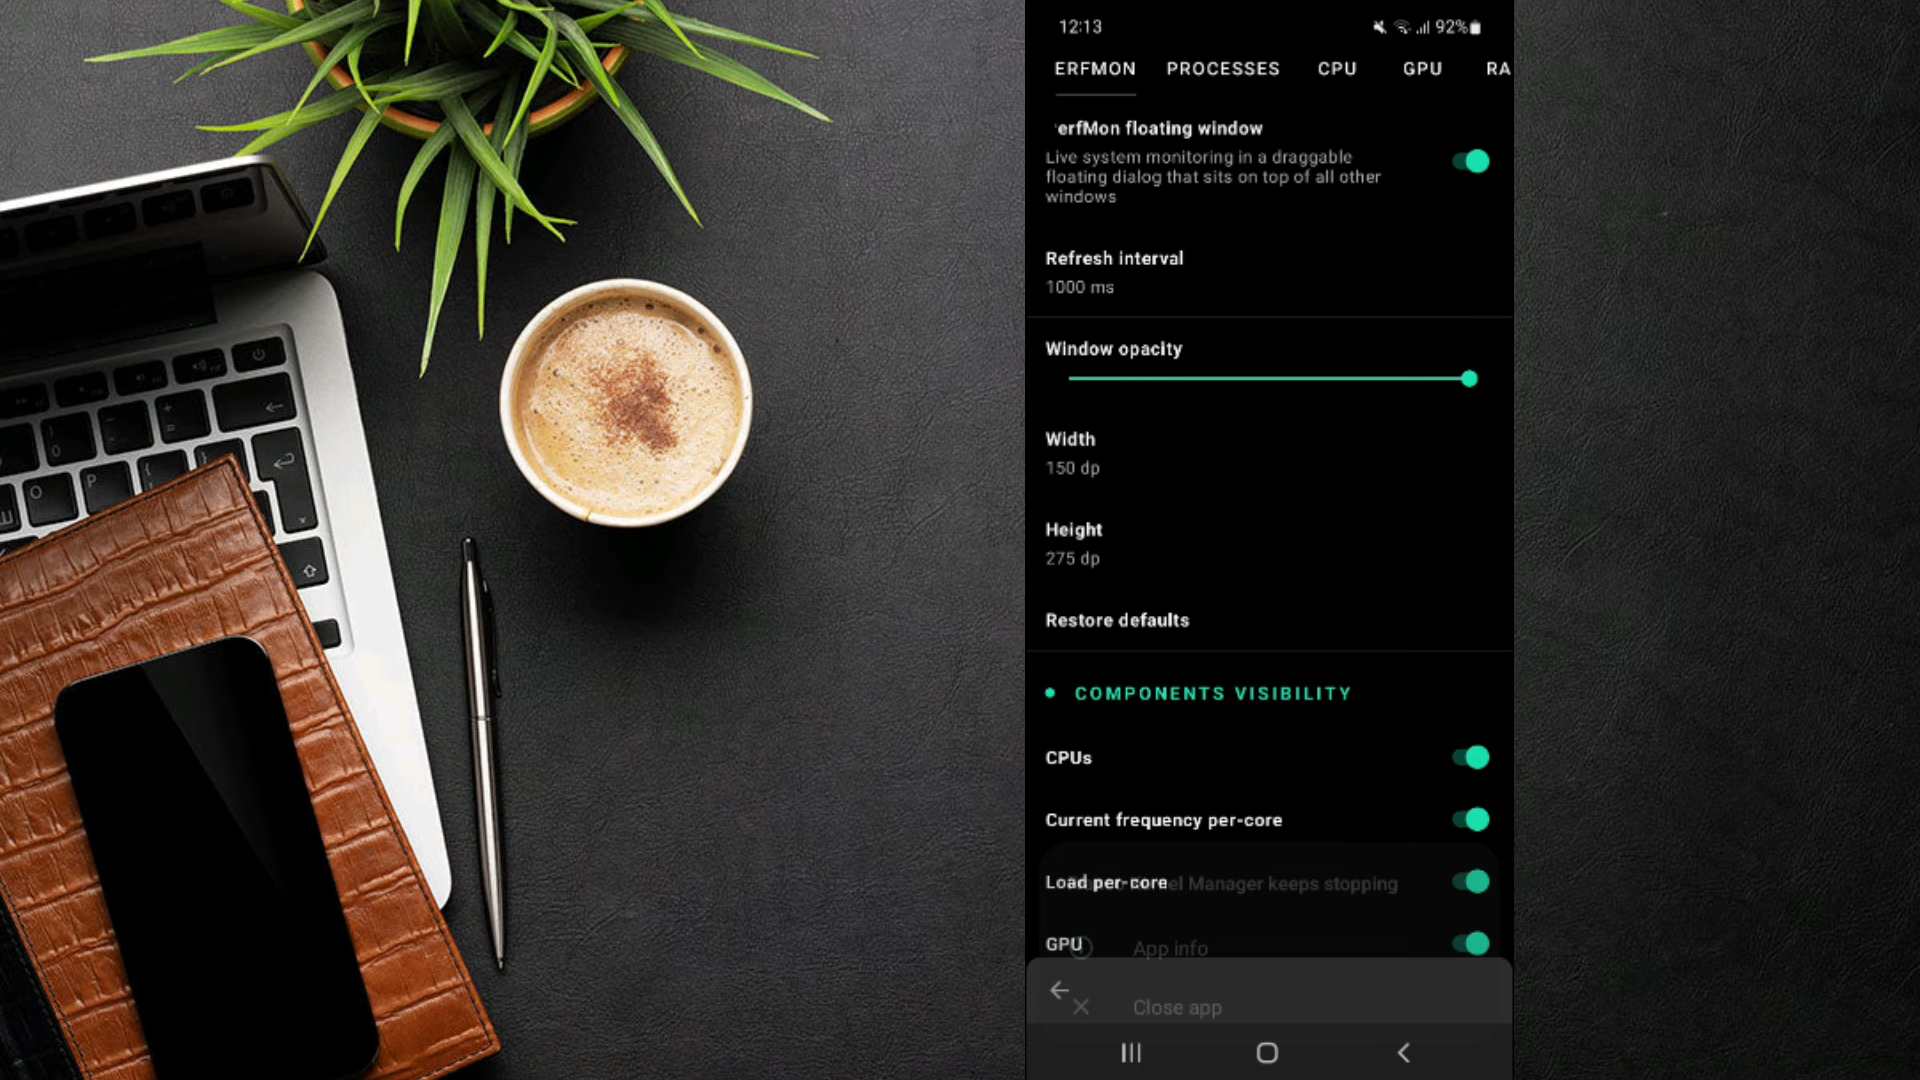 12:13
92%
ERFMON PROCESSES CPU GPU RA
erfMon floating window
Live system monitoring in a draggable
floating dialog that sits on top of all other
windows
Refresh interval
1000 ms
Window opacity
Width
150 dp
Height
275 dp
Restore defaults
COMPONENTS VISIBILITY
CPUs
Current frequency per-core
Load per-core
Manager keeps stopping
GPU
App info
Close app
O
P